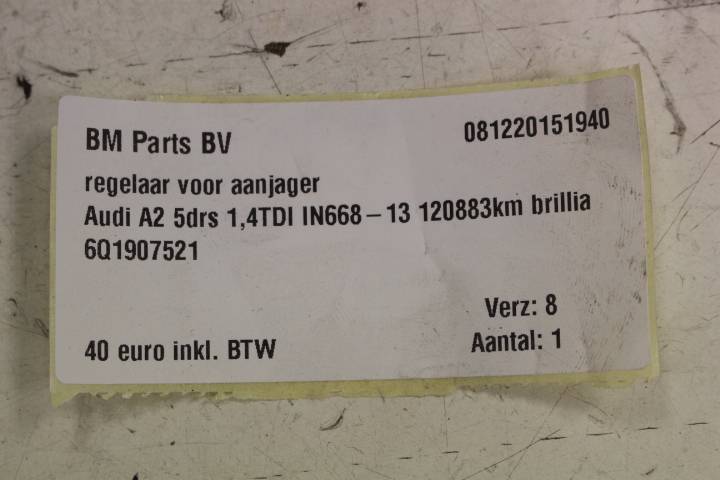 BM Parts BV 081220151940
regelaar voor aanjager
Audi A2 5drs 1,4TDI IN668-13 120883km brillia
6Q1907521
Verz: 8
40 euro inkl. BTW Aantal: 1